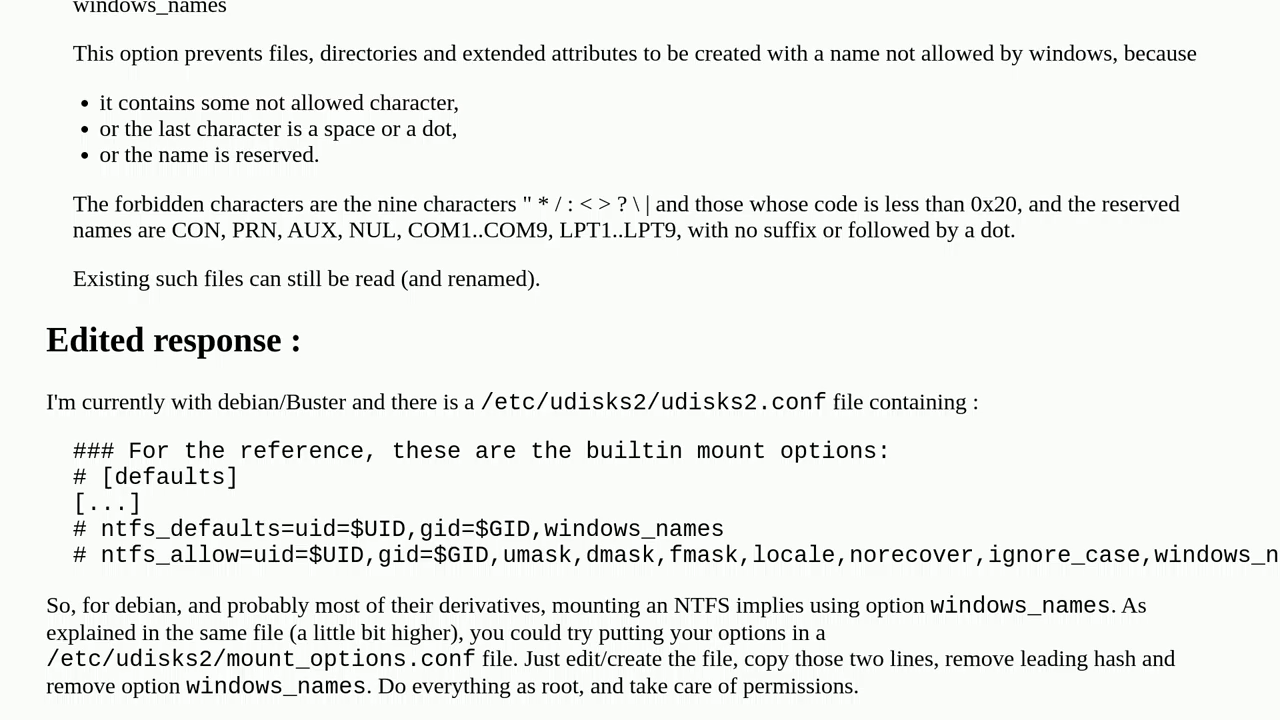 windows_names
This option prevents files, directories and extended attributes to be created with a name not allowed by windows, because
• it contains some not allowed character,
• or the last character is a space or a dot,
• or the name is reserved.
The forbidden characters are the nine characters " * / : < > ? \ | and those whose code is less than 0x20, and the reserved
names are CON, PRN, AUX, NUL, COM1..COM9, LPT1..LPT9, with no suffix or followed by a dot.
Existing such files can still be read (and renamed).
Edited response :
I'm currently with debian/Buster and there is a /etc/udisks2/udisks2.conf file containing :
### For the reference, these are the builtin mount options:
# [defaults]
[...]
# ntfs_defaults=uid=$UID,gid=$GID,windows_names
# ntfs_allow=uid=$UID,gid=$GID,umask,dmask,fmask,locale,norecover,ignore_case,windows_n
So, for debian, and probably most of their derivatives, mounting an NTFS implies using option windows_names. As
explained in the same file (a little bit higher), you could try putting your options in a
/etc/udisks2/mount_options.conf file. Just edit/create the file, copy those two lines, remove leading hash and
remove option windows_names. Do everything as root, and take care of permissions.